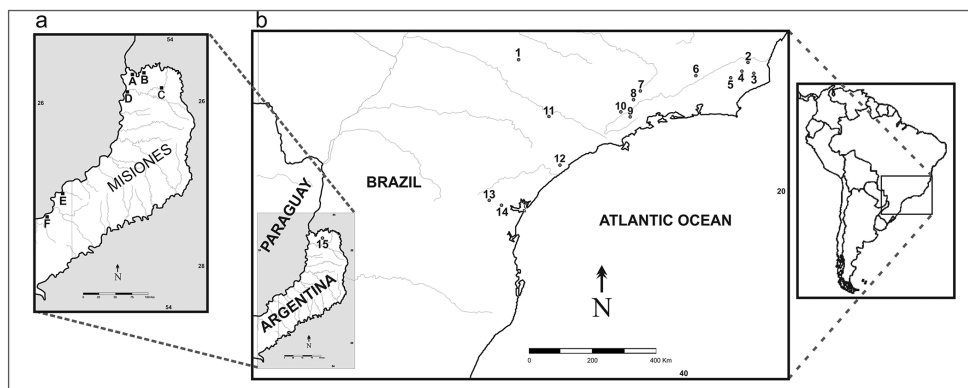 a
54
A B
C
D
26
26
MISIONES
E
F
N
28
54
b
1
2
3
4
5
6
7
8
9
10
11
12
13
14
15
BRAZIL
PARAGUAY
ARGENTINA
ATLANTIC OCEAN
20
N
N
0 200 400 Km
40